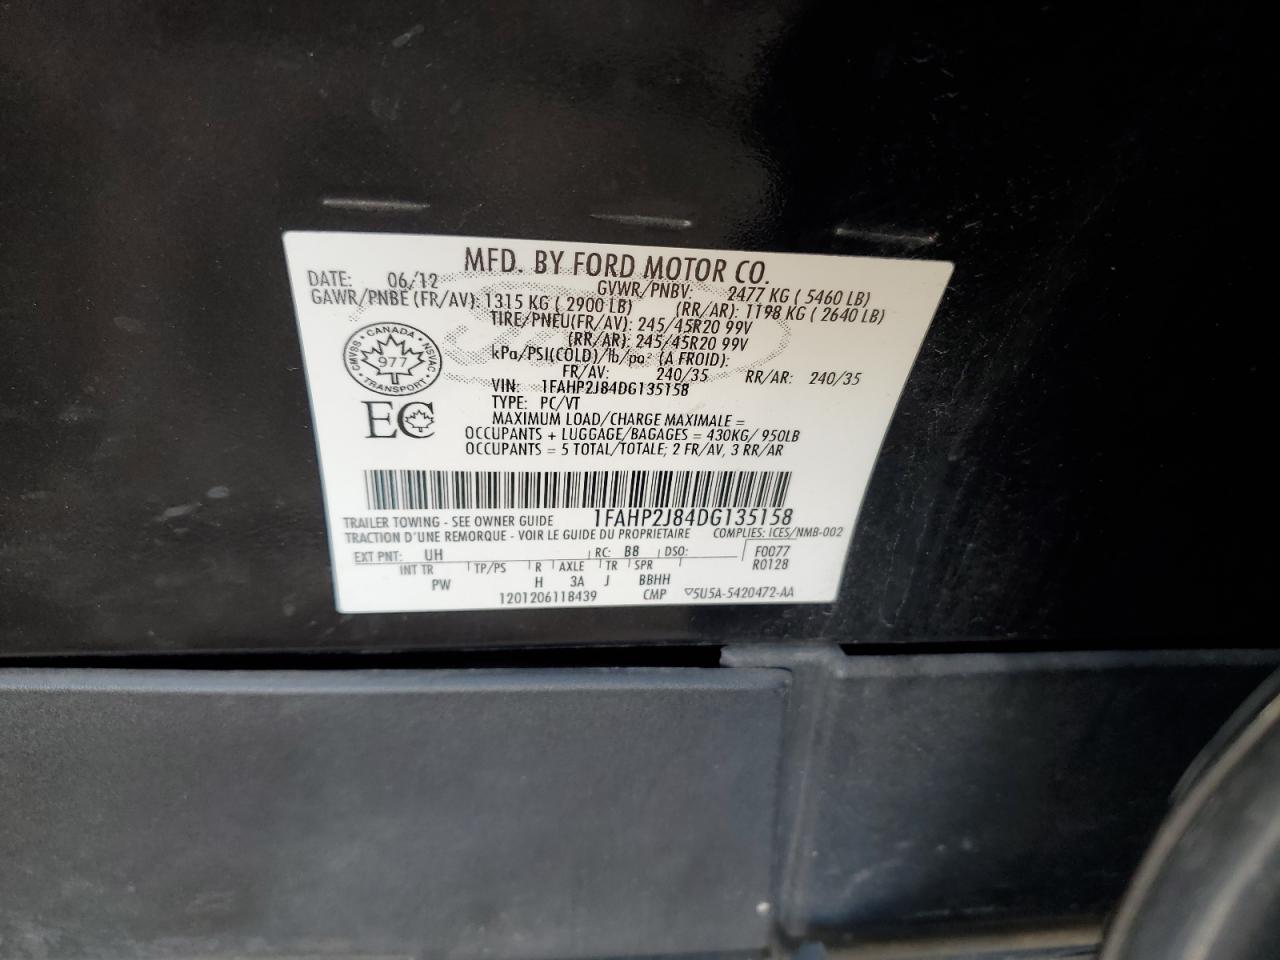 MFD. BY FORD MOTOR CO.
DATE: 06/12 GVWR/PNBV: 2477 KG ( 5460 LB)
GAWR/PNBE (FR/AV): 1315 KG ( 2900 LB) (RR/AR): 1198 KG ( 2640 LB)
TIRE/PNEU(FR/AV): 245/45R20 99V
(RR/AR): 245/45R20 99V
kPa/PSI(COLD)/lb/po² (A FROID):
FR/AV: 240/35 RR/AR: 240/35
CMVSS - CANADA - NSVAC
977
TRANSPORT
EC
VIN: 1FAHP2J84DG135158
TYPE: PC/VT
MAXIMUM LOAD/CHARGE MAXIMALE =
OCCUPANTS + LUGGAGE/BAGAGES = 430KG/ 950LB
OCCUPANTS = 5 TOTAL/TOTALE; 2 FR/AV, 3 RR/AR
1FAHP2J84DG135158
TRAILER TOWING - SEE OWNER GUIDE
TRACTION D'UNE REMORQUE - VOIR LE GUIDE DU PROPRIETAIRE COMPLIES: ICES/NMB-002
EXT PNT: UH RC: B8 DSO: F0077
R0128
INT TR TP/PS R AXLE TR SPR
PW H 3A J BBHH
1201206118439 CMP ▽5U5A-5420472-AA